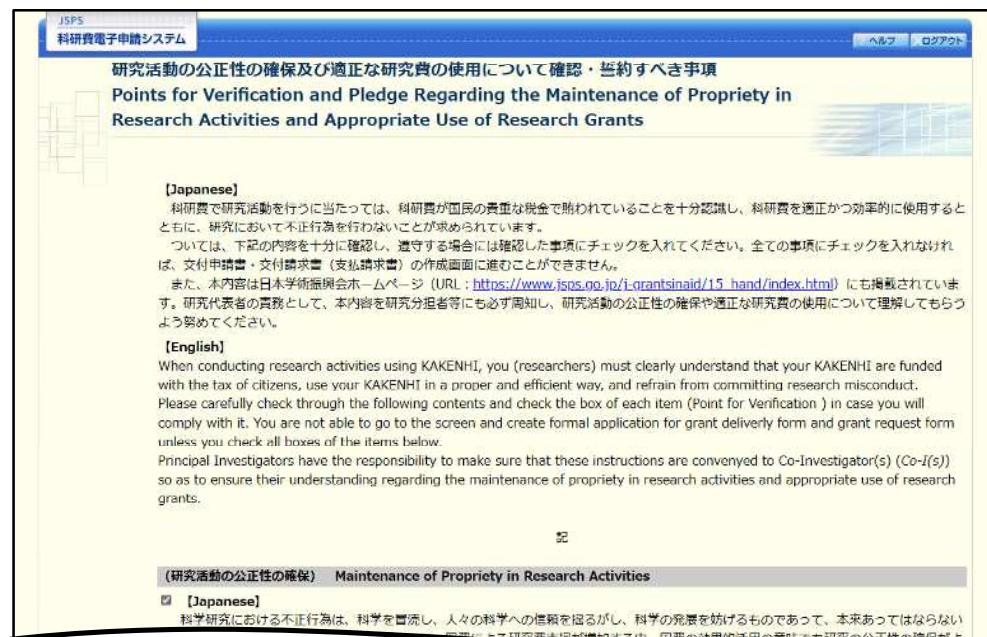 JSPS
科研費電子申請システム
ヘルプ ログアウト
研究活動の公正性の確保及び適正な研究費の使用について確認・誓約すべき事項
Points for Verification and Pledge Regarding the Maintenance of Propriety in
Research Activities and Appropriate Use of Research Grants
【Japanese】
科研費で研究活動を行うに当たっては、科研費が国民の貴重な税金で賄われていることを十分認識し、科研費を適正かつ効率的に使用すると
ともに、研究において不正行為を行わないことが求められています。
ついては、下記の内容を十分に確認し、遵守する場合には確認した事項にチェックを入れてください。全ての事項にチェックを入れなけれ
ば、交付申請書・交付請求書（支払請求書）の作成画面に進むことができません。
また、本内容は日本学術振興会ホームページ（URL：https://www.jsps.go.jp/j-grantsinaid/15_hand/index.html）にも掲載されていま
す。研究代表者の責務として、本内容を研究分担者等にも必ず周知し、研究活動の公正性の確保や適正な研究費の使用について理解してもらう
よう努めてください。
【English】
When conducting research activities using KAKENHI, you (researchers) must clearly understand that your KAKENHI are funded
with the tax of citizens, use your KAKENHI in a proper and efficient way, and refrain from committing research misconduct.
Please carefully check through the following contents and check the box of each item (Point for Verification ) in case you will
comply with it. You are not able to go to the screen and create formal application for grant deliverly form and grant request form
unless you check all boxes of the items below.
Principal Investigators have the responsibility to make sure that these instructions are convenyed to Co-Investigator(s) (Co-I(s))
so as to ensure their understanding regarding the maintenance of propriety in research activities and appropriate use of research
grants.
記
（研究活動の公正性の確保） Maintenance of Propriety in Research Activities
【Japanese】
科学研究における不正行為は、科学を冒涜し、人々の科学への信頼を揺るがし、科学の発展を妨げるものであって、本来あってはならない